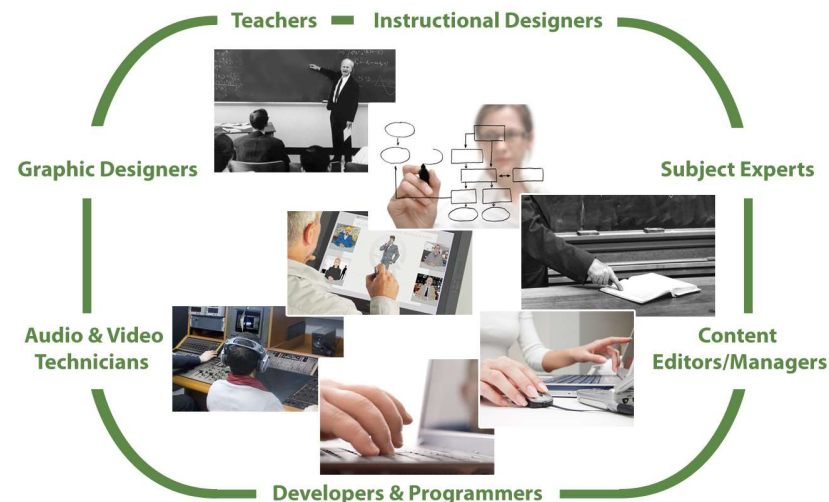 Teachers
Instructional Designers
Graphic Designers
Subject Experts
Audio & Video
Technicians
Content
Editors/Managers
Developers & Programmers